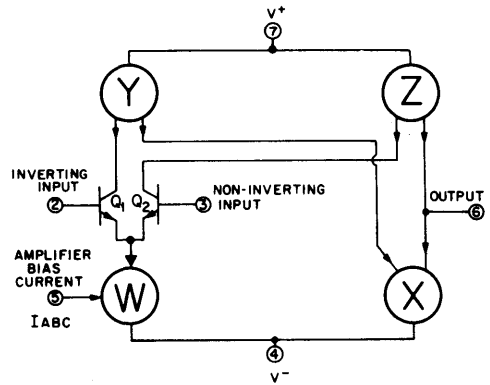 V+
7
Y
Z
INVERTING
INPUT
2
Q1
Q2
3
NON-INVERTING
INPUT
OUTPUT
6
AMPLIFIER
BIAS
CURRENT
5
IABC
W
X
4
V-